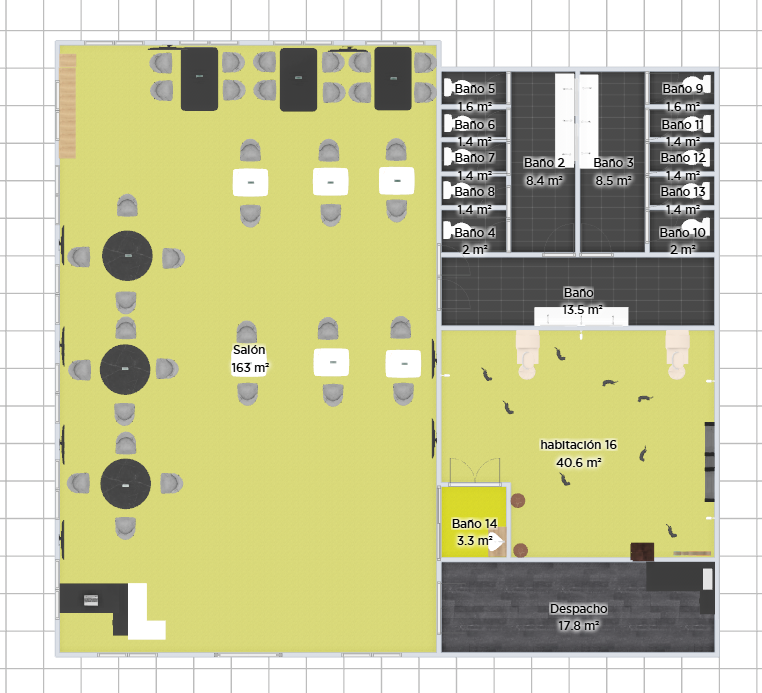 Baño 5
1.6 m²
Baño 6
1.4 m²
Baño 7
1.4 m²
Baño 8
1.4 m²
Baño 4
2 m²
Baño 2
8.4 m²
Baño 3
8.5 m²
Baño 9
1.6 m²
Baño 11
1.4 m²
Baño 12
1.4 m²
Baño 13
1.4 m²
Baño 10
2 m²
Baño
13.5 m²
Salón
163 m²
habitación 16
40.6 m²
Baño 14
3.3 m²
Despacho
17.8 m²